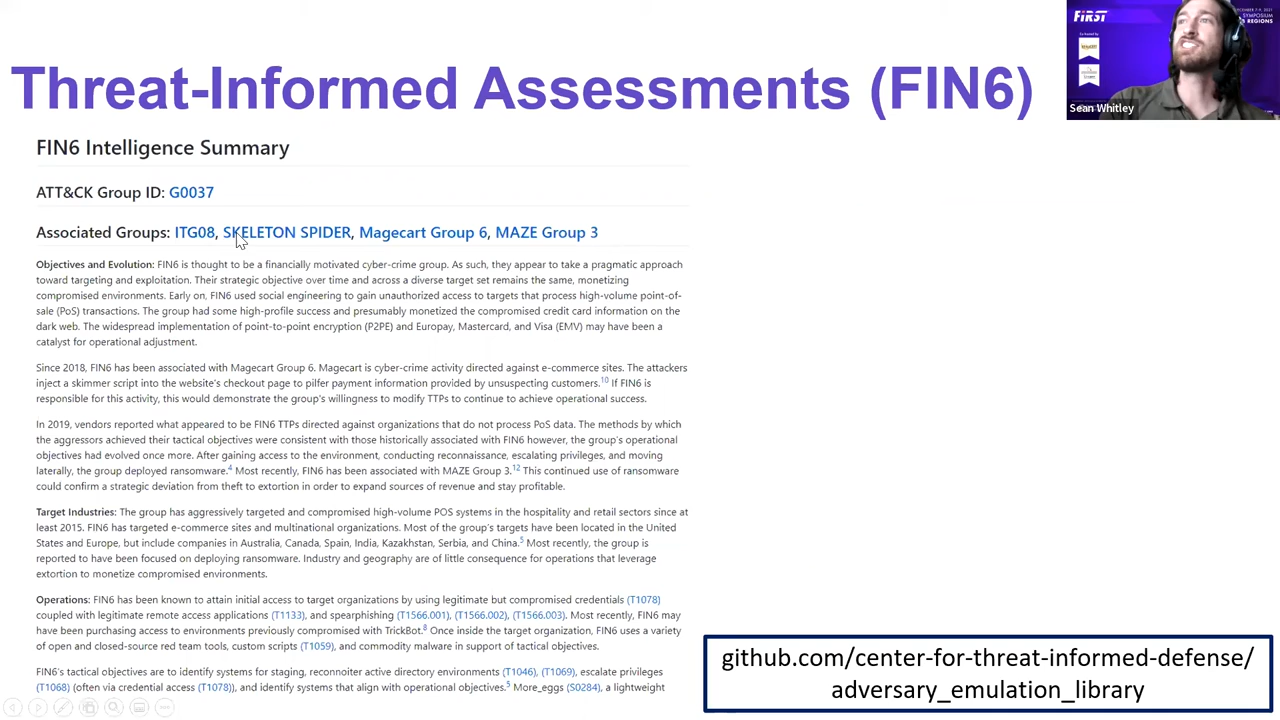 Threat-Informed Assessments (FIN6)
FIRST
DECEMBER 7-9, 2021
SYMPOSIUM
REGIONS
Sean Whitley
FIN6 Intelligence Summary
ATT&CK Group ID: G0037
Associated Groups: ITG08, SKELETON SPIDER, Magecart Group 6, MAZE Group 3
Objectives and Evolution: FIN6 is thought to be a financially motivated cyber-crime group. As such, they appear to take a pragmatic approach
toward targeting and exploitation. Their strategic objective over time and across a diverse target set remains the same, monetizing
compromised environments. Early on, FIN6 used social engineering to gain unauthorized access to targets that process high-volume point-of-
sale (PoS) transactions. The group had some high-profile success and presumably monetized the compromised credit card information on the
dark web. The widespread implementation of point-to-point encryption (P2PE) and Europay, Mastercard, and Visa (EMV) may have been a
catalyst for operational adjustment.
Since 2018, FIN6 has been associated with Magecart Group 6. Magecart is cyber-crime activity directed against e-commerce sites. The attackers
inject a skimmer script into the website's checkout page to pilfer payment information provided by unsuspecting customers.10 If FIN6 is
responsible for this activity, this would demonstrate the group's willingness to modify TTPs to continue to achieve operational success.
In 2019, vendors reported what appeared to be FIN6 TTPs directed against organizations that do not process PoS data. The methods by which
the aggressors achieved their tactical objectives were consistent with those historically associated with FIN6 however, the group's operational
objectives had evolved once more. After gaining access to the environment, conducting reconnaissance, escalating privileges, and moving
laterally, the group deployed ransomware.4 Most recently, FIN6 has been associated with MAZE Group 3.12 This continued use of ransomware
could confirm a strategic deviation from theft to extortion in order to expand sources of revenue and stay profitable.
Target Industries: The group has aggressively targeted and compromised high-volume POS systems in the hospitality and retail sectors since at
least 2015. FIN6 has targeted e-commerce sites and multinational organizations. Most of the group's targets have been located in the United
States and Europe, but include companies in Australia, Canada, Spain, India, Kazakhstan, Serbia, and China.5 Most recently, the group is
reported to have been focused on deploying ransomware. Industry and geography are of little consequence for operations that leverage
extortion to monetize compromised environments.
Operations: FIN6 has been known to attain initial access to target organizations by using legitimate but compromised credentials (T1078)
coupled with legitimate remote access applications (T1133), and spearphishing (T1566.001), (T1566.002), (T1566.003). Most recently, FIN6 may
have been purchasing access to environments previously compromised with TrickBot.8 Once inside the target organization, FIN6 uses a variety
of open and closed-source red team tools, custom scripts (T1059), and commodity malware in support of tactical objectives.
FIN6's tactical objectives are to identify systems for staging, reconnoiter active directory environments (T1046), (T1069), escalate privileges
(T1068) (often via credential access (T1078)), and identify systems that align with operational objectives.5 More_eggs (S0284), a lightweight
github.com/center-for-threat-informed-defense/
adversary_emulation_library